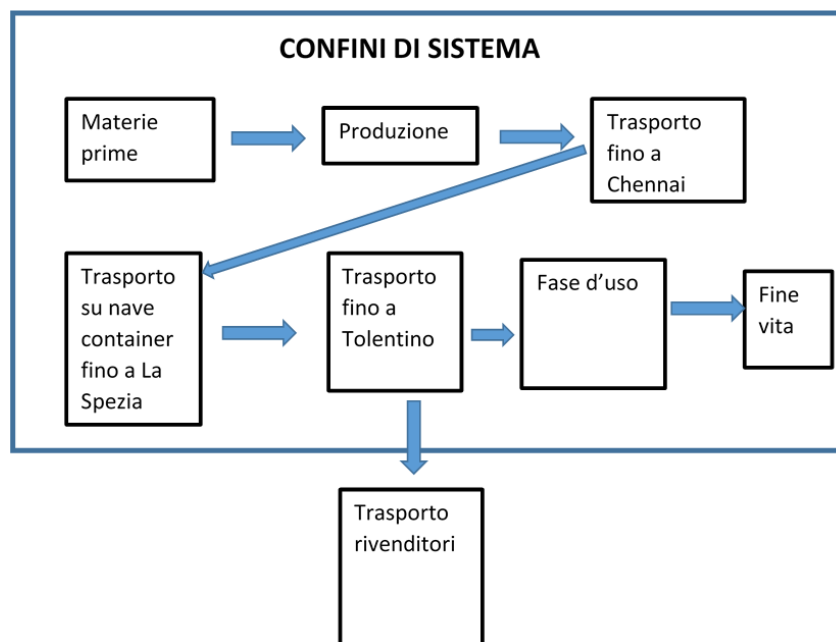 CONFINI DI SISTEMA
Materie
prime
Produzione
Trasporto
fino a
Chennai
Trasporto
su nave
container
fino a La
Spezia
Trasporto
fino a
Tolentino
Fase d’uso
Fine
vita
Trasporto
rivenditori